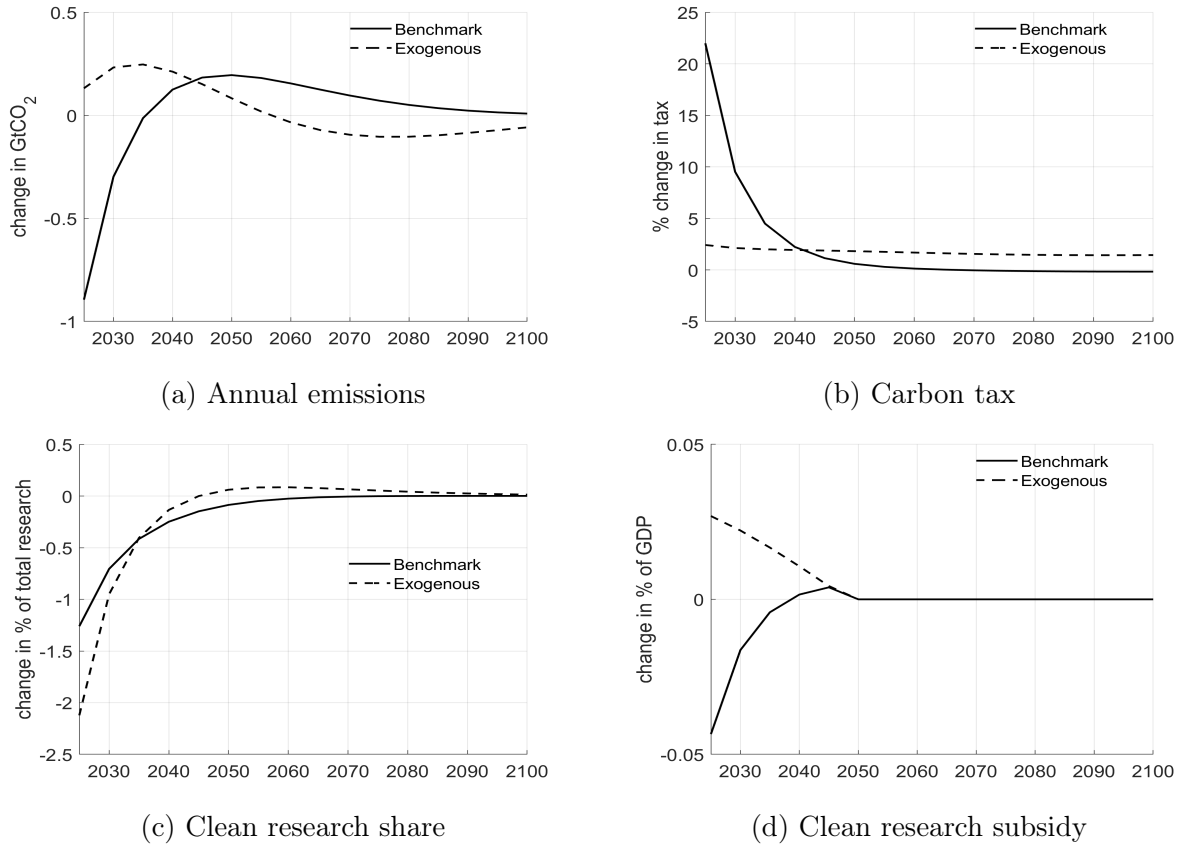 0.5
0
-0.5
-1
change in GtCO2
Benchmark
Exogenous
2030 2040 2050 2060 2070 2080 2090 2100
(a) Annual emissions
25
20
15
10
5
0
-5
% change in tax
Benchmark
Exogenous
2030 2040 2050 2060 2070 2080 2090 2100
(b) Carbon tax
0.5
0
-0.5
-1
-1.5
-2
-2.5
change in % of total research
Benchmark
Exogenous
2030 2040 2050 2060 2070 2080 2090 2100
(c) Clean research share
0.05
0
-0.05
change in % of GDP
Benchmark
Exogenous
2030 2040 2050 2060 2070 2080 2090 2100
(d) Clean research subsidy